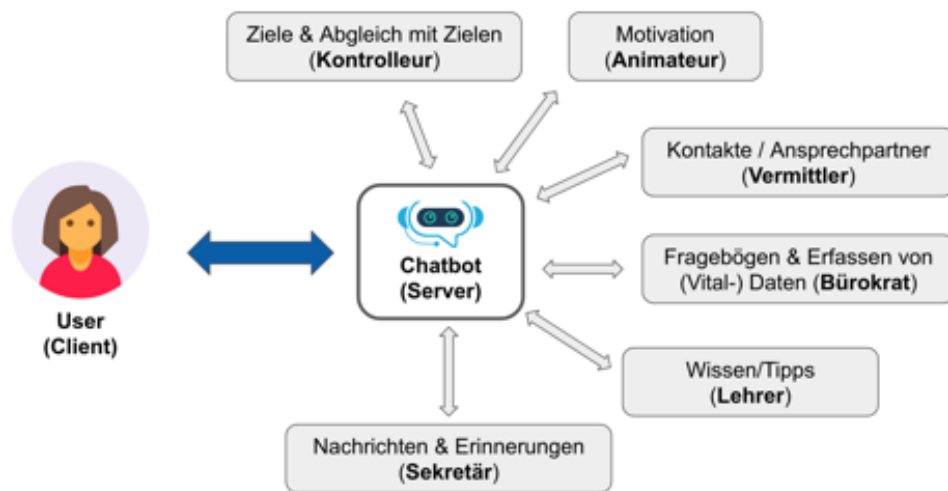 Ziele & Abgleich mit Zielen
(Kontrolleur)
Motivation
(Animateur)
Kontakte / Ansprechpartner
(Vermittler)
Chatbot
(Server)
Fragebögen & Erfassen von
(Vital-) Daten (Bürokrat)
User
(Client)
Wissen/Tipps
(Lehrer)
Nachrichten & Erinnerungen
(Sekretär)